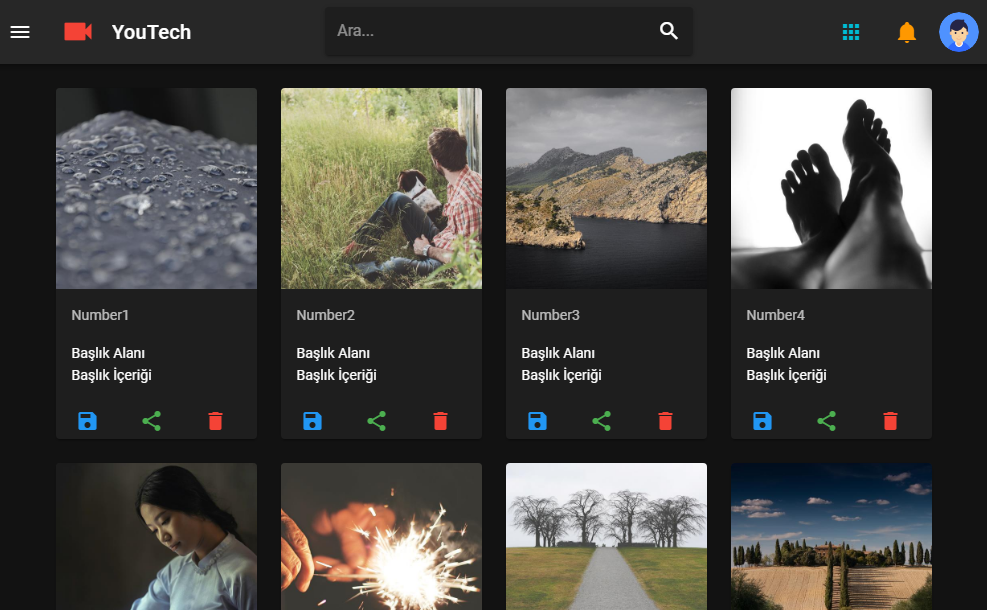 YouTech
Ara...
Number1
Başlık Alanı
Başlık İçeriği
Number2
Başlık Alanı
Başlık İçeriği
Number3
Başlık Alanı
Başlık İçeriği
Number4
Başlık Alanı
Başlık İçeriği